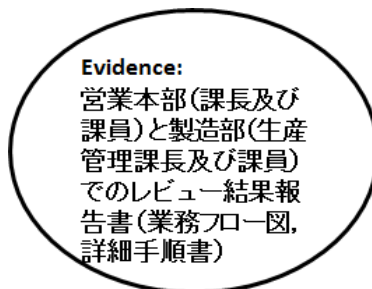 Evidence:
営業本部(課長及び
課員)と製造部(生産
管理課長及び課員)
でのレビュー結果報
告書(業務フロー図,
詳細手順書)